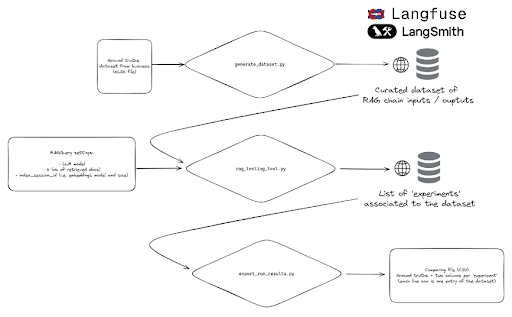 Langfuse
LangSmith
Ground truths
dataset from business
(XLSX file)
generate_dataset.py
Curated dataset of
RAG chain inputs / ouptuts
RAGQuery settings:
- LLM model
- k (nb of retrieved docs)
- index_session_id (i.e. embeddings model and size)
rag_testing_tool.py
List of 'experiments'
associated to the dataset
export_run_results.py
Comparing file (CSV)
Ground truths + two columns per 'experiment'
(each line row is one entry of the dataset)